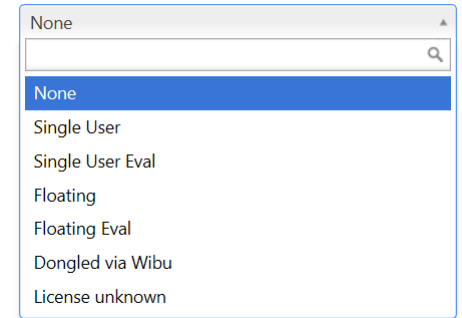 None
None
Single User
Single User Eval
Floating
Floating Eval
Dongled via Wibu
License unknown